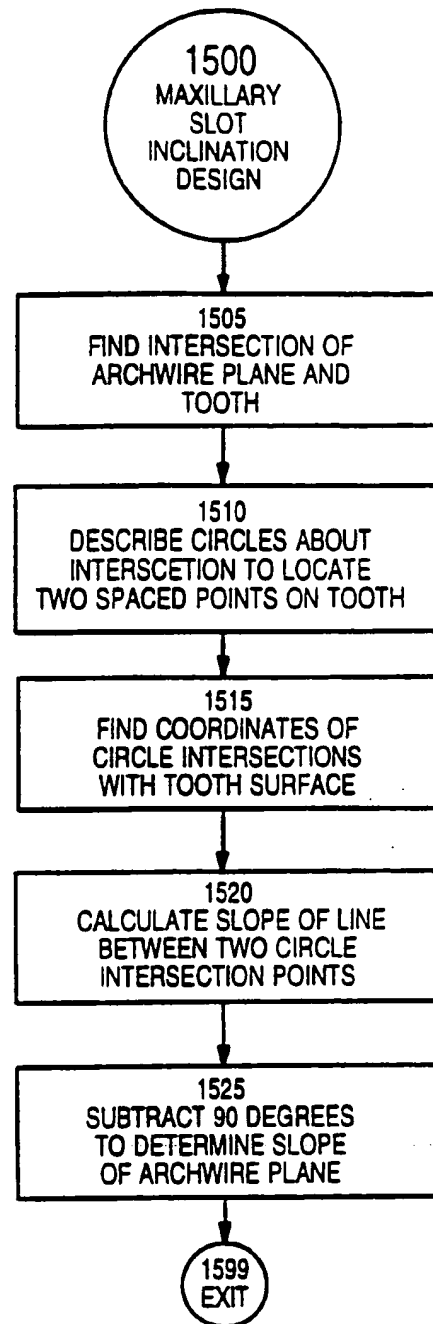 1500
MAXILLARY
SLOT
INCLINATION
DESIGN
1505
FIND INTERSECTION OF
ARCHWIRE PLANE AND
TOOTH
1510
DESCRIBE CIRCLES ABOUT
INTERSCETION TO LOCATE
TWO SPACED POINTS ON TOOTH
1515
FIND COORDINATES OF
CIRCLE INTERSECTIONS
WITH TOOTH SURFACE
1520
CALCULATE SLOPE OF LINE
BETWEEN TWO CIRCLE
INTERSECTION POINTS
1525
SUBTRACT 90 DEGREES
TO DETERMINE SLOPE
OF ARCHWIRE PLANE
1599
EXIT